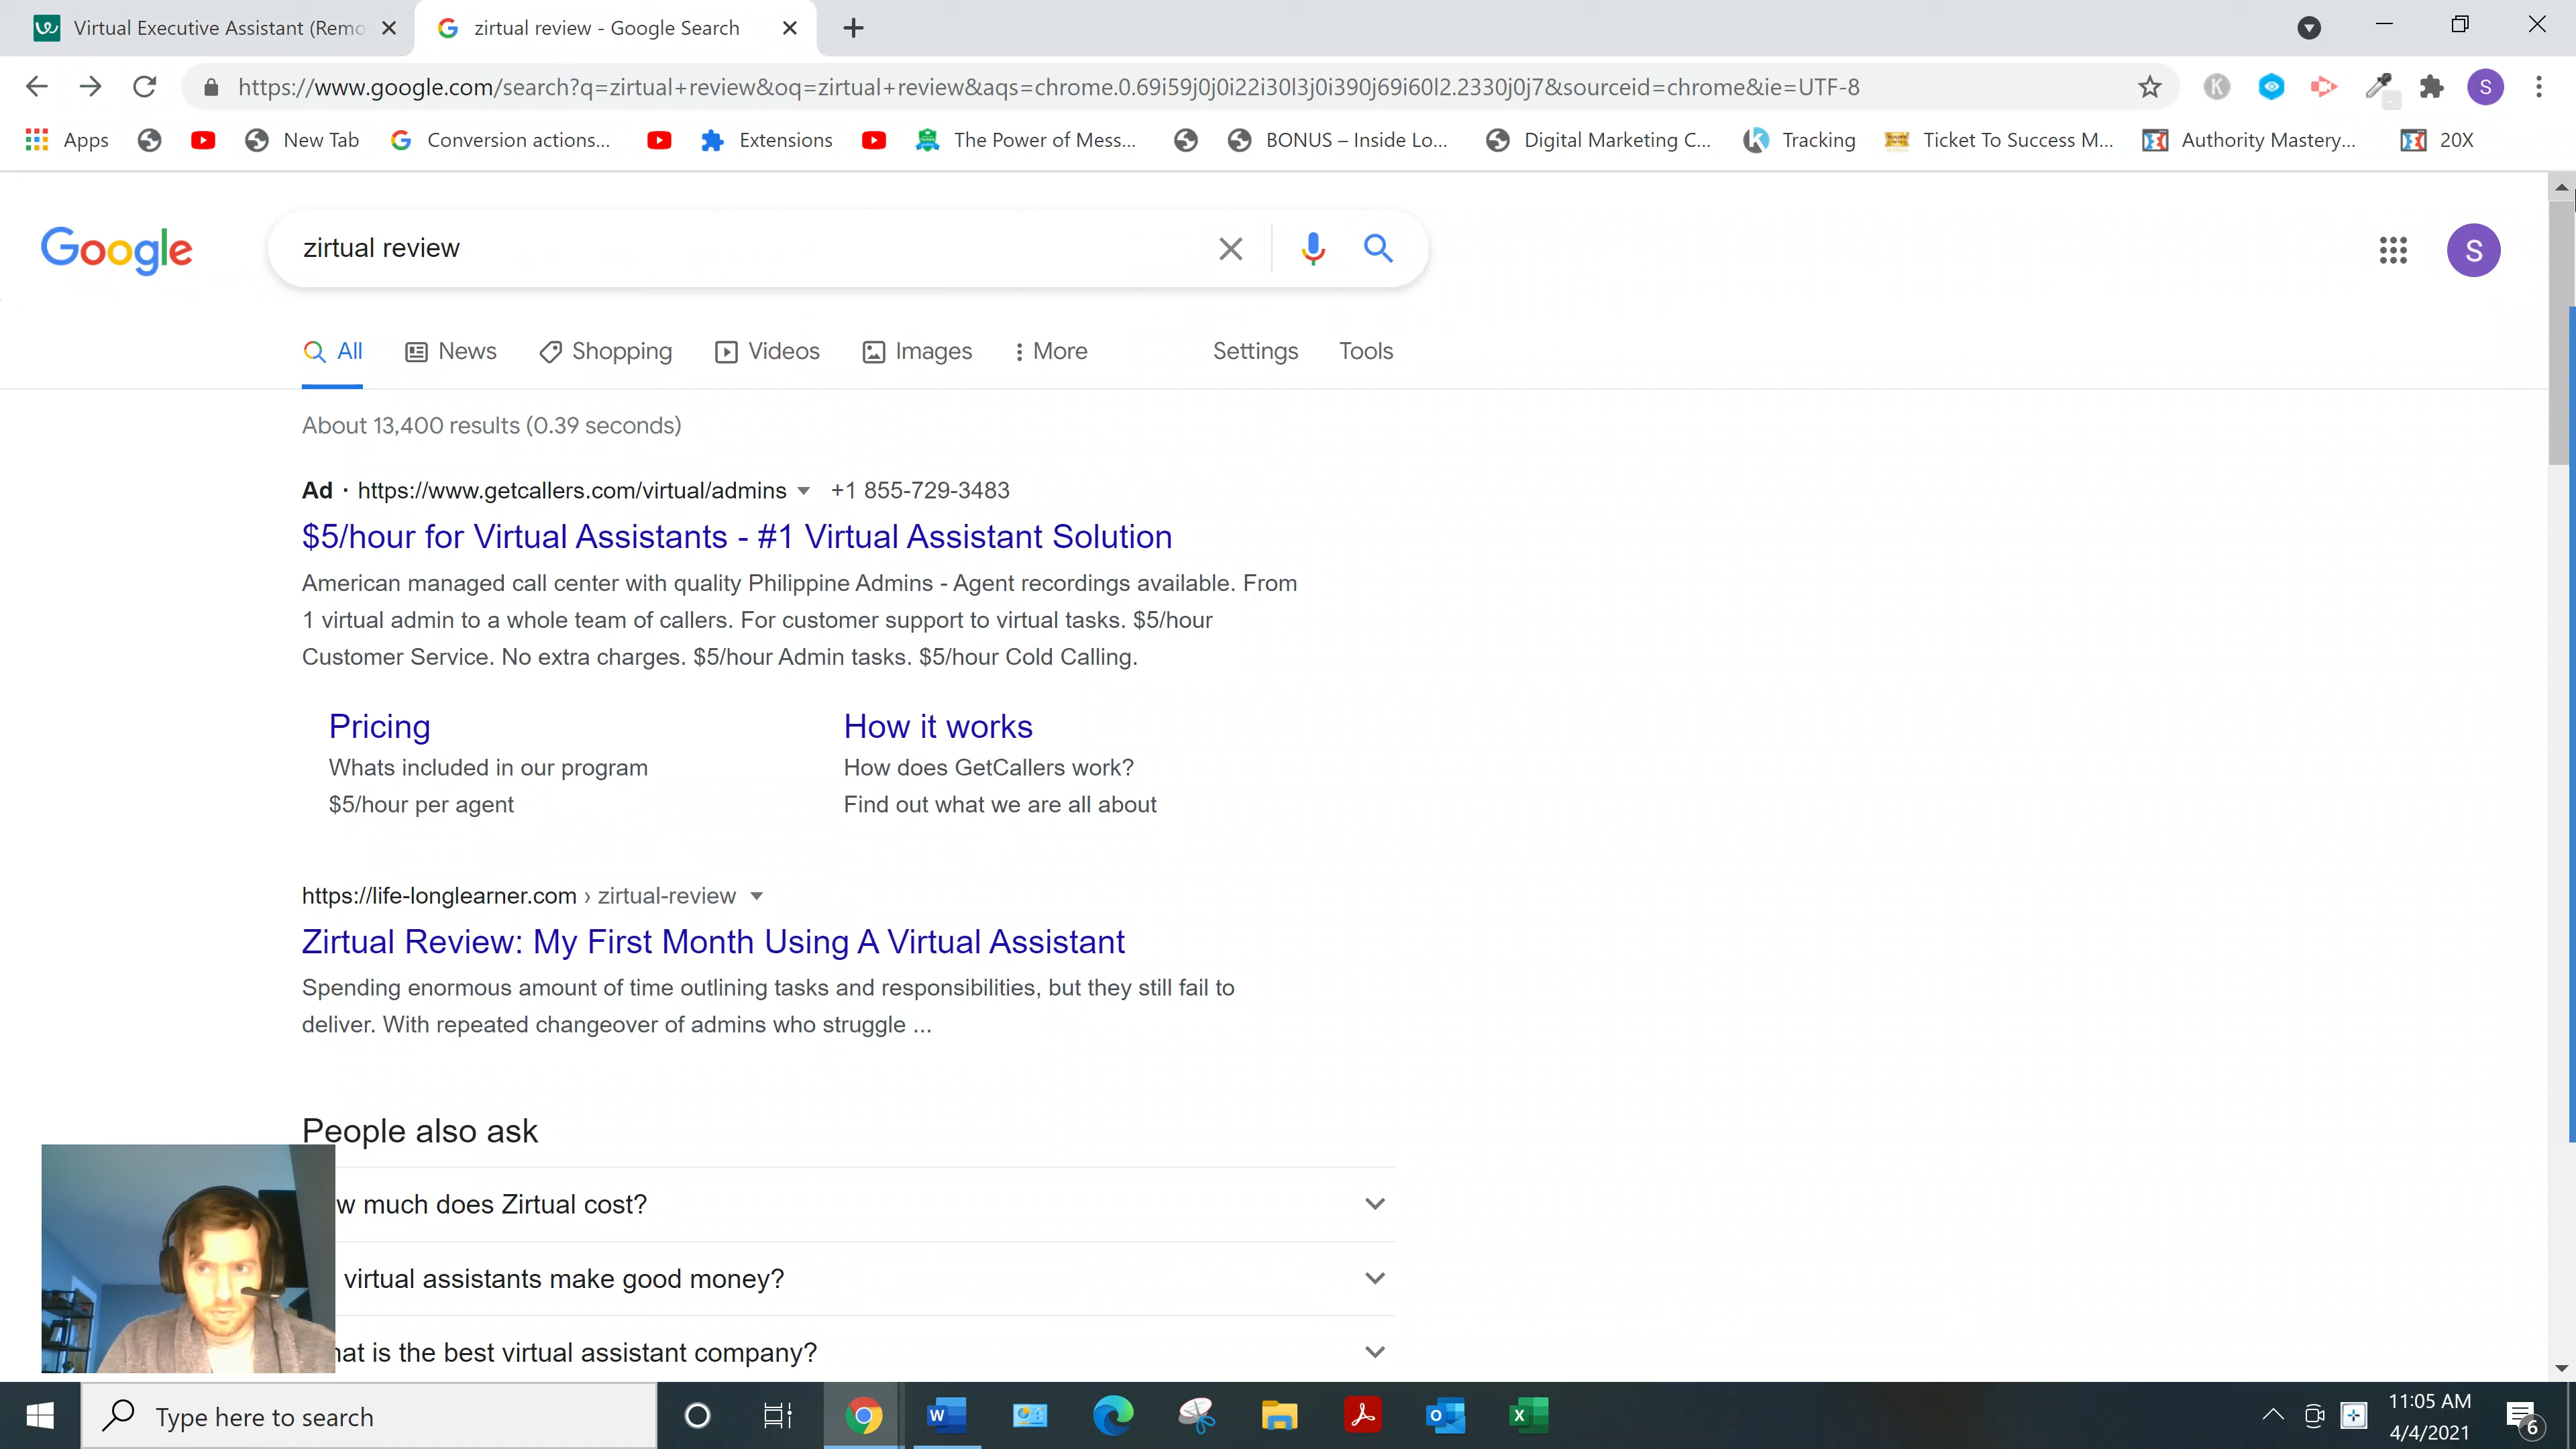 Virtual Executive Assistant (Remo
zirtual review - Google Search
https://www.google.com/search?q=zirtual+review&oq=zirtual+review&aqs=chrome.0.69i59j0j0i22i30l3j0i390j69i60l2.2330j0j7&sourceid=chrome&ie=UTF-8
K
S
Apps
New Tab
Conversion actions...
Extensions
The Power of Mess...
BONUS – Inside Lo...
Digital Marketing C...
Tracking
Ticket To Success M...
Authority Mastery...
20X
Google
zirtual review
S
All
News
Shopping
Videos
Images
More
Settings
Tools
About 13,400 results (0.39 seconds)
Ad · https://www.getcallers.com/virtual/admins +1 855-729-3483
$5/hour for Virtual Assistants - #1 Virtual Assistant Solution
American managed call center with quality Philippine Admins - Agent recordings available. From
1 virtual admin to a whole team of callers. For customer support to virtual tasks. $5/hour
Customer Service. No extra charges. $5/hour Admin tasks. $5/hour Cold Calling.
Pricing
Whats included in our program
$5/hour per agent
How it works
How does GetCallers work?
Find out what we are all about
https://life-longlearner.com › zirtual-review
Zirtual Review: My First Month Using A Virtual Assistant
Spending enormous amount of time outlining tasks and responsibilities, but they still fail to
deliver. With repeated changeover of admins who struggle ...
People also ask
w much does Zirtual cost?
virtual assistants make good money?
at is the best virtual assistant company?
Type here to search
11:05 AM
4/4/2021
6